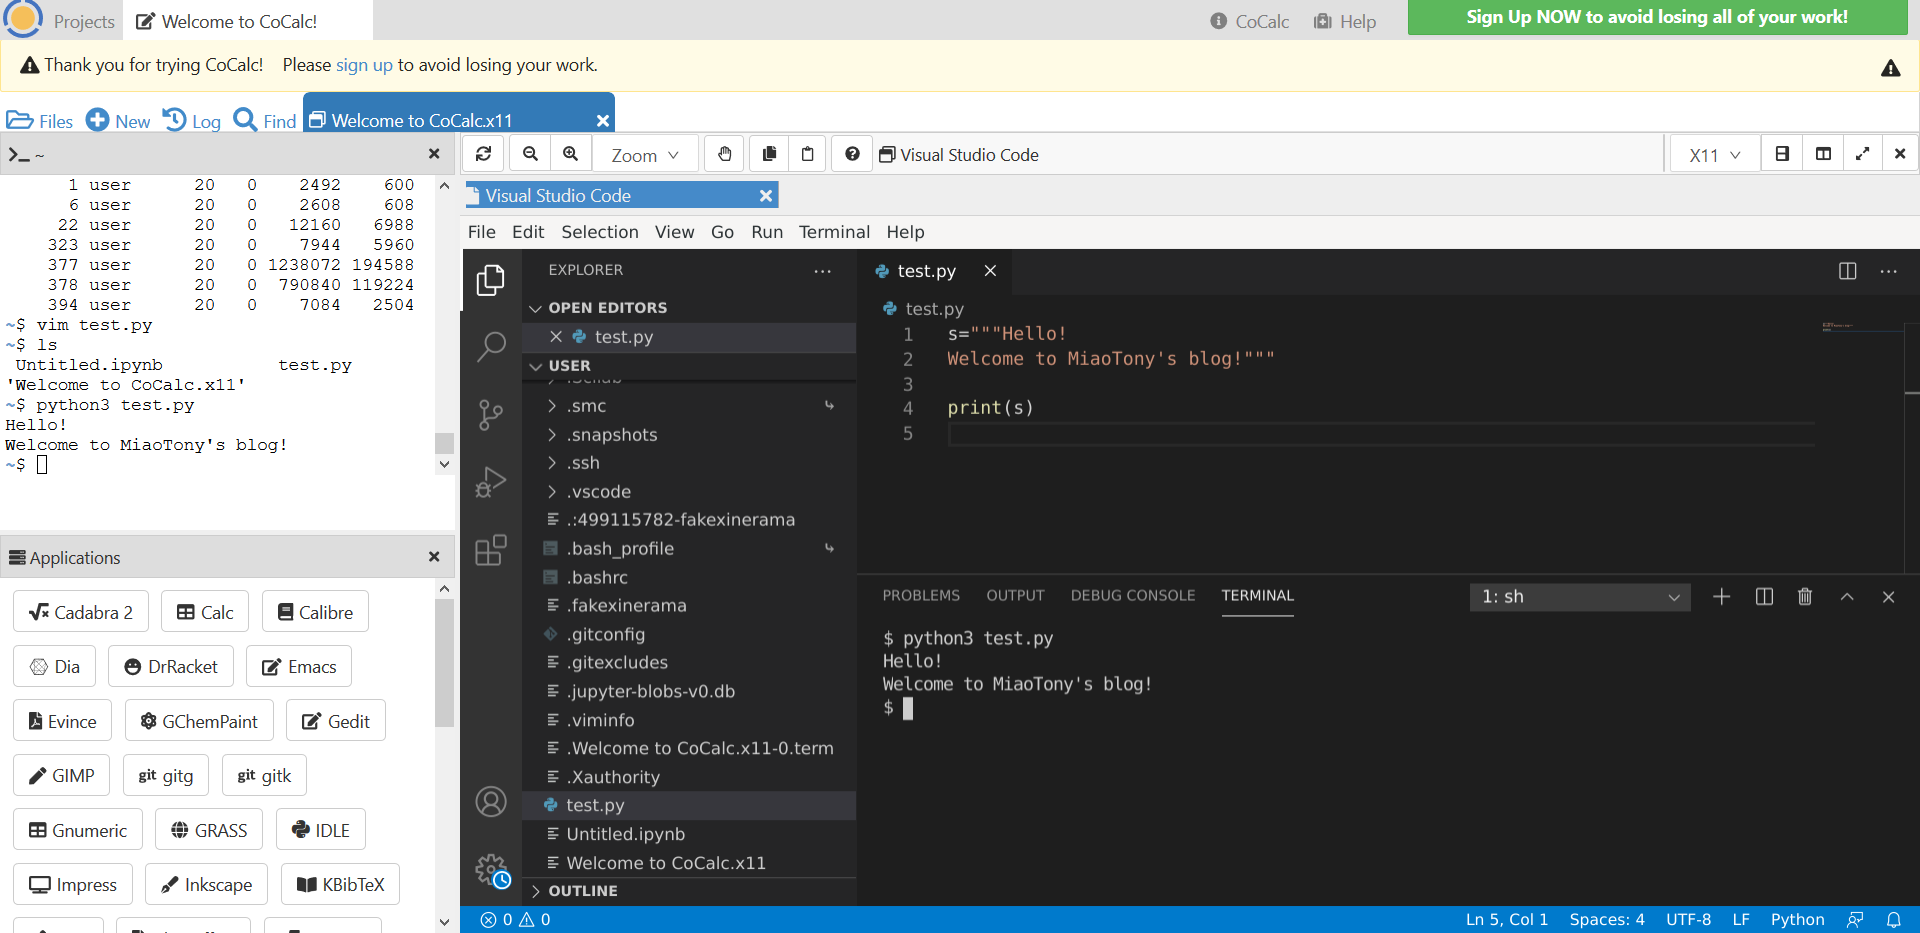 Projects
Welcome to CoCalc!
CoCalc
Help
Sign Up NOW to avoid losing all of your work!
Thank you for trying CoCalc! Please sign up to avoid losing your work.
Files
New
Log
Find
Welcome to CoCalc.x11
~
1 user 20 0 2492 600
6 user 20 0 2608 608
22 user 20 0 12160 6988
323 user 20 0 7944 5960
377 user 20 0 1238072 194588
378 user 20 0 790840 119224
394 user 20 0 7084 2504
~$ vim test.py
~$ ls
Untitled.ipynb test.py
'Welcome to CoCalc.x11'
~$ python3 test.py
Hello!
Welcome to MiaoTony's blog!
~$
Applications
Cadabra 2
Calc
Calibre
Dia
DrRacket
Emacs
Evince
GChemPaint
Gedit
GIMP
git gitg
git gitk
Gnumeric
GRASS
IDLE
Impress
Inkscape
KBibTeX
Zoom
Visual Studio Code
X11
Visual Studio Code
File Edit Selection View Go Run Terminal Help
EXPLORER
OPEN EDITORS
test.py
USER
.smc
.snapshots
.ssh
.vscode
.:499115782-fakexinerama
.bash_profile
.bashrc
.fakexinerama
.gitconfig
.gitexcludes
.jupyter-blobs-v0.db
.viminfo
.Welcome to CoCalc.x11-0.term
.Xauthority
test.py
Untitled.ipynb
Welcome to CoCalc.x11
OUTLINE
test.py
test.py
1 s="""Hello!
2 Welcome to MiaoTony's blog!"""
3
4 print(s)
5
PROBLEMS OUTPUT DEBUG CONSOLE TERMINAL
1: sh
$ python3 test.py
Hello!
Welcome to MiaoTony's blog!
$
0 0
Ln 5, Col 1 Spaces: 4 UTF-8 LF Python